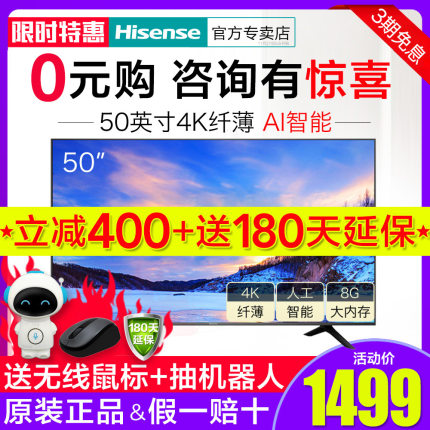 限时特惠 Hisense 官方专卖店
3期免息
0元购 咨询有惊喜
50英寸4K纤薄 AI智能
50"
★立减400+送180天延保★
4K 纤薄
人工 智能
8G 大内存
180天 延保
送无线鼠标+抽机器人
原装正品&假一赔十
活动价
1499